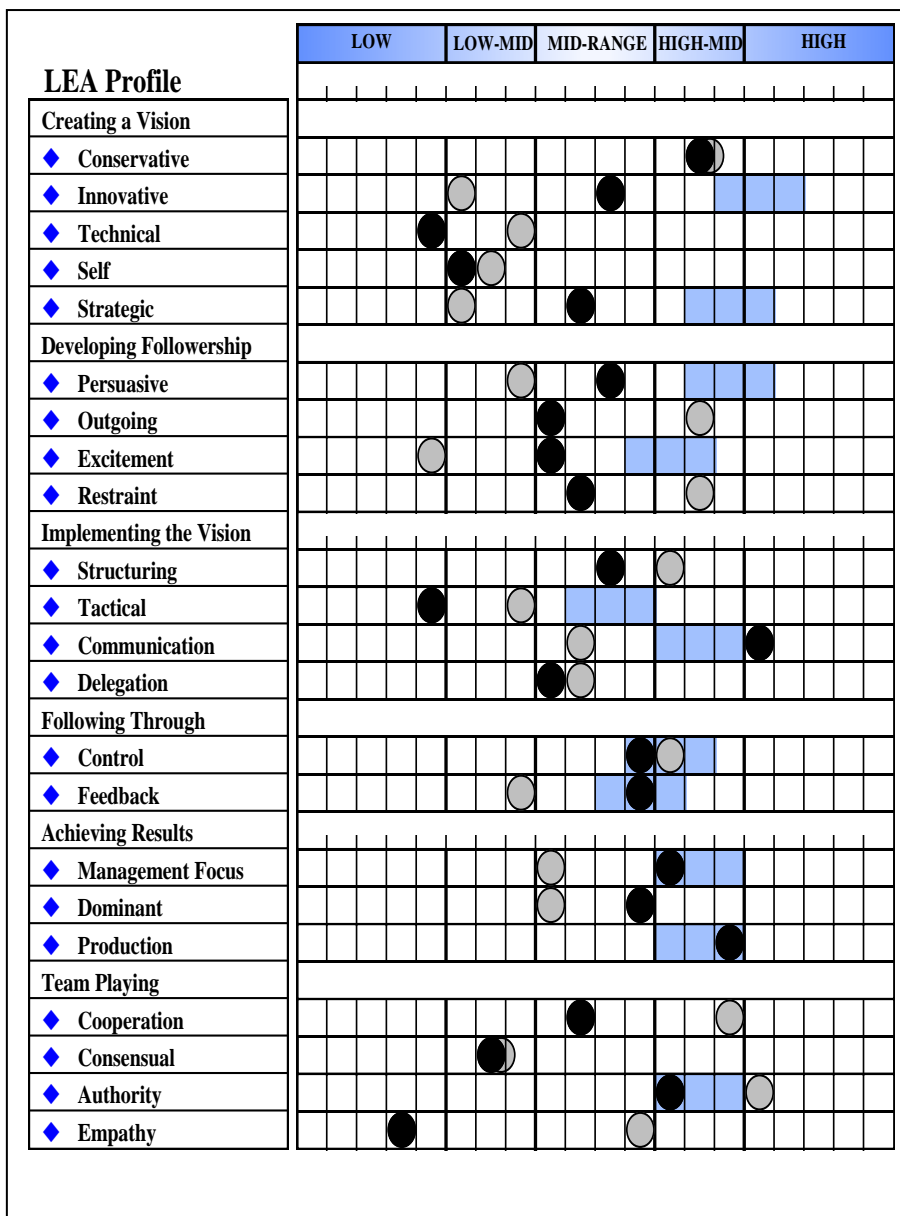 LOW LOW-MID MID-RANGE HIGH-MID HIGH
LEA Profile
Creating a Vision
Conservative
Innovative
Technical
Self
Strategic
Developing Followership
Persuasive
Outgoing
Excitement
Restraint
Implementing the Vision
Structuring
Tactical
Communication
Delegation
Following Through
Control
Feedback
Achieving Results
Management Focus
Dominant
Production
Team Playing
Cooperation
Consensual
Authority
Empathy